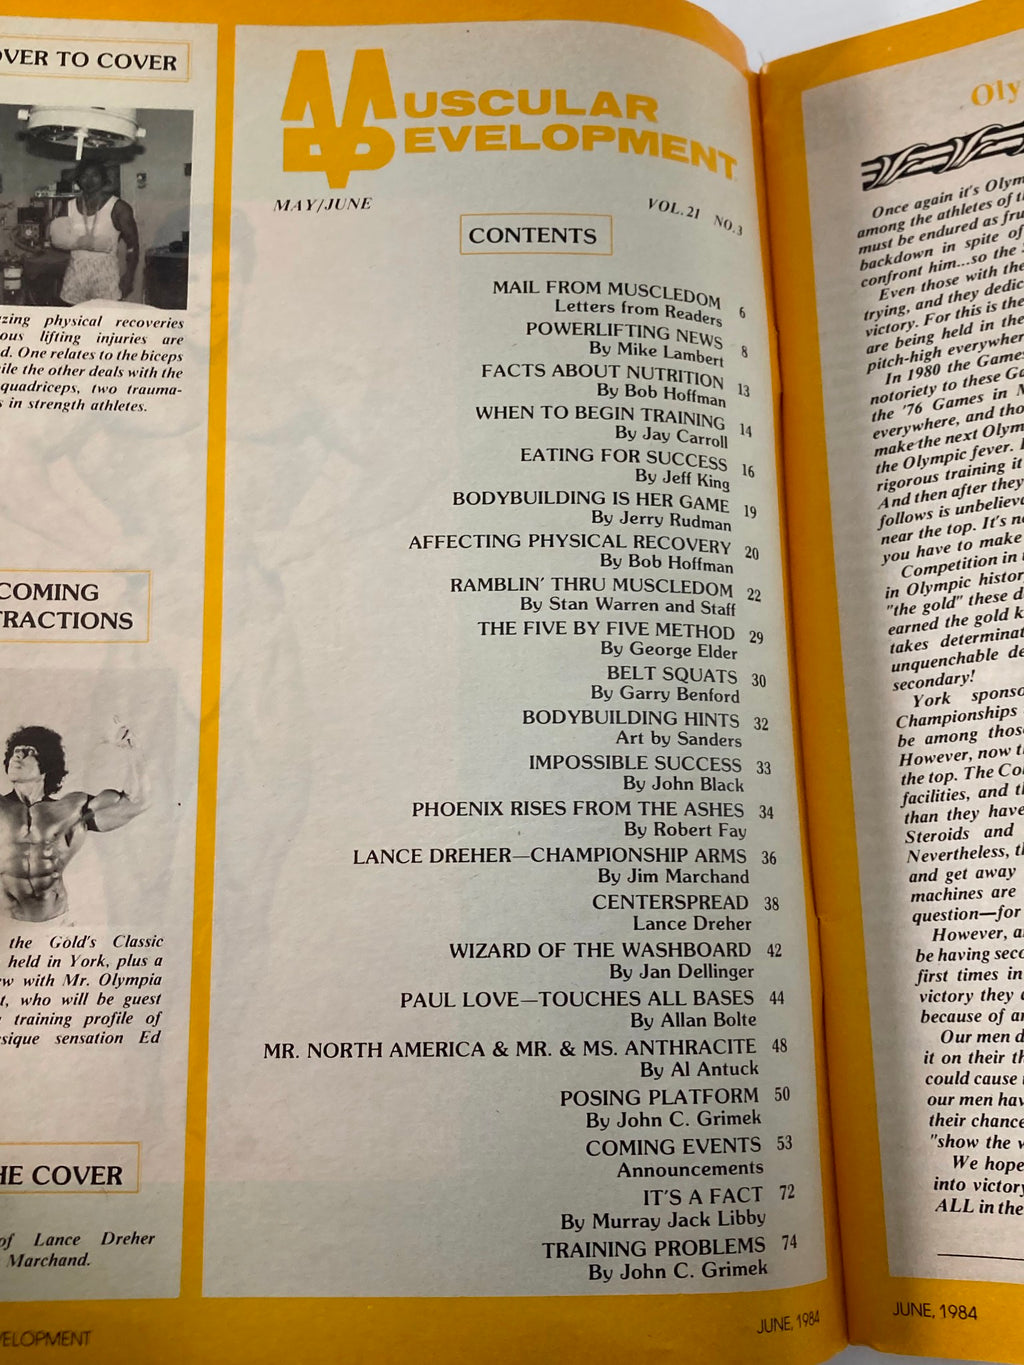 OVER TO COVER
physical recoveries
lifting injuries are
d. One relates to the biceps
the other deals with the
quadriceps, two trauma-
s in strength athletes.
COMING
TRACTIONS
the Gold's Classic
held in York, plus a
ew with Mr. Olympia
t, who will be guest
training profile of
sique sensation Ed
HE COVER
of Lance Dreher
Marchand.
VELOPMENT
MUSCULAR
DEVELOPMENT
MAY/JUNE VOL.21 NO.3
CONTENTS
MAIL FROM MUSCLEDOM 6
Letters from Readers
POWERLIFTING NEWS 8
By Mike Lambert
FACTS ABOUT NUTRITION 13
By Bob Hoffman
WHEN TO BEGIN TRAINING 14
By Jay Carroll
EATING FOR SUCCESS 16
By Jeff King
BODYBUILDING IS HER GAME 19
By Jerry Rudman
AFFECTING PHYSICAL RECOVERY 20
By Bob Hoffman
RAMBLIN' THRU MUSCLEDOM 22
By Stan Warren and Staff
THE FIVE BY FIVE METHOD 29
By George Elder
BELT SQUATS 30
By Garry Benford
BODYBUILDING HINTS 32
Art by Sanders
IMPOSSIBLE SUCCESS 33
By John Black
PHOENIX RISES FROM THE ASHES 34
By Robert Fay
LANCE DREHER—CHAMPIONSHIP ARMS 36
By Jim Marchand
CENTERSPREAD 38
Lance Dreher
WIZARD OF THE WASHBOARD 42
By Jan Dellinger
PAUL LOVE—TOUCHES ALL BASES 44
By Allan Bolte
MR. NORTH AMERICA & MR. & MS. ANTHRACITE 48
By Al Antuck
POSING PLATFORM 50
By John C. Grimek
COMING EVENTS 53
Announcements
IT'S A FACT 72
By Murray Jack Libby
TRAINING PROBLEMS 74
By John C. Grimek
JUNE, 1984
Oly
Once again it's Olym
among the athletes of t
must be endured as fru
backdown in spite of
confront him...so the
Even those with the
trying, and they dedic
victory. For this is the
are being held in the
pitch-high everywher
In 1980 the Games
notoriety to these Ga
the '76 Games in M
everywhere, and tho
make the next Olym
the Olympic fever.
rigorous training it
And then after they
follows is unbelieva
near the top. It's no
you have to make
Competition in
in Olympic histor
"the gold" these d
earned the gold k
takes determinat
unquenchable de
secondary!
York sponso
Championships
be among thos
However, now t
the top. The Col
facilities, and t
than they have
Steroids and
Nevertheless, t
and get away
machines are
question—for
However, a
be having seco
first times in
victory they
because of a
Our men d
it on their th
could cause
our men hav
their chance
"show the w
We hope
into victory
ALL in the
JUNE, 1984